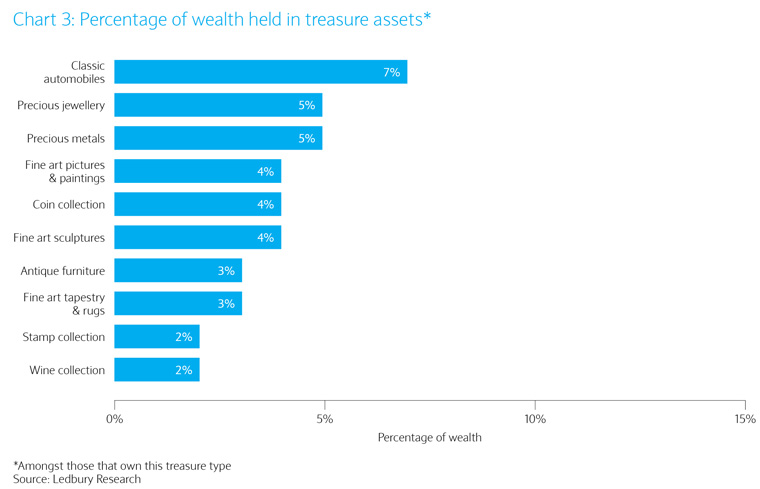 Chart 3: Percentage of wealth held in treasure assets*
Classic
automobiles
7%
Precious jewellery
5%
Precious metals
5%
Fine art pictures
& paintings
4%
Coin collection
4%
Fine art sculptures
4%
Antique furniture
3%
Fine art tapestry
& rugs
3%
Stamp collection
2%
Wine collection
2%
0%
5%
10%
15%
Percentage of wealth
*Amongst those that own this treasure type
Source: Ledbury Research